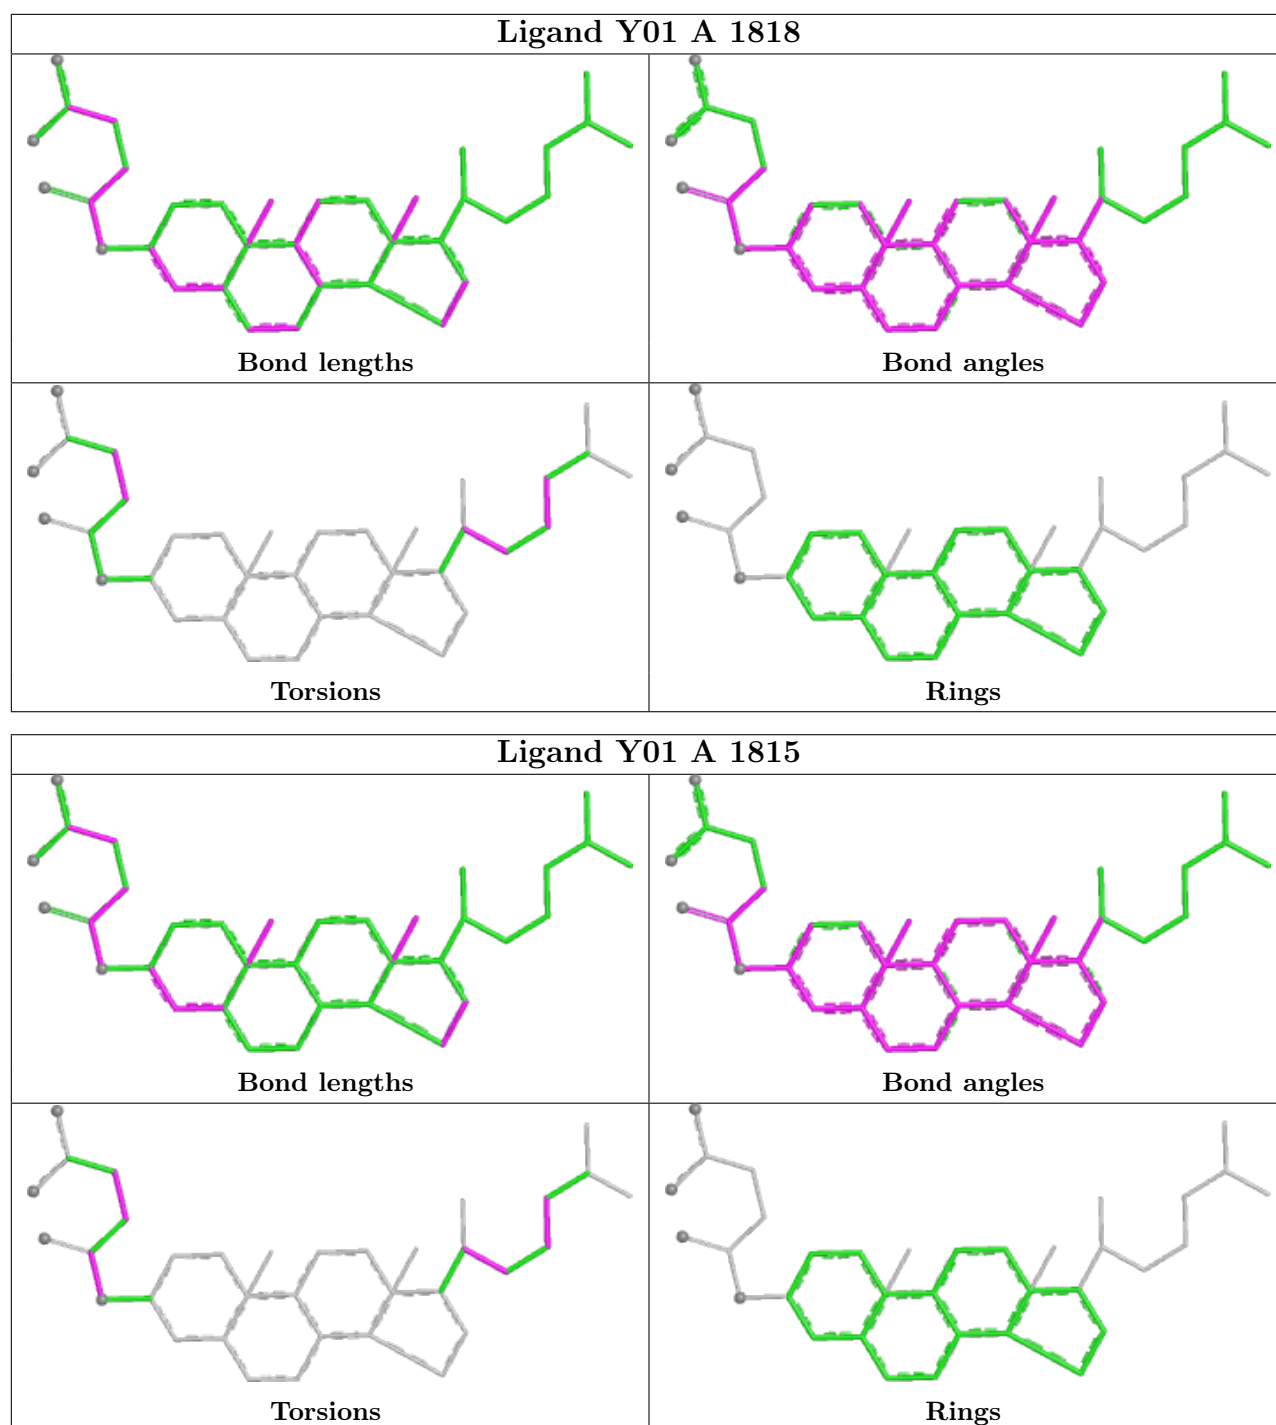 Ligand Y01 A 1818
Bond lengths
Bond angles
Torsions
Rings
Ligand Y01 A 1815
Bond lengths
Bond angles
Torsions
Rings